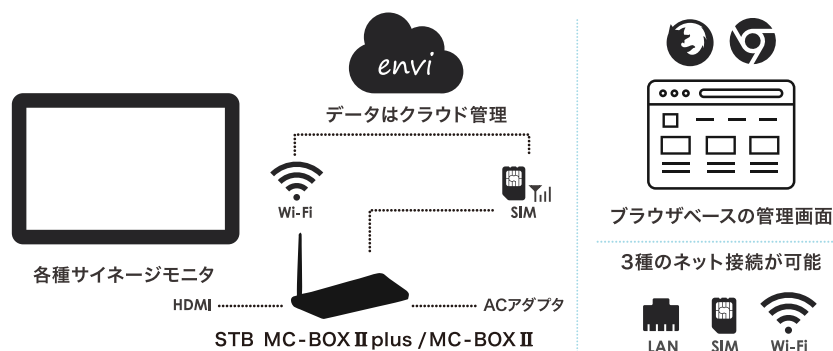 envi
データはクラウド管理
Wi-Fi
SIM
各種サイネージモニタ
HDMI
ACアダプタ
STB MC-BOXⅡplus /MC-BOXⅡ
ブラウザベースの管理画面
3種のネット接続が可能
LAN
SIM
Wi-Fi